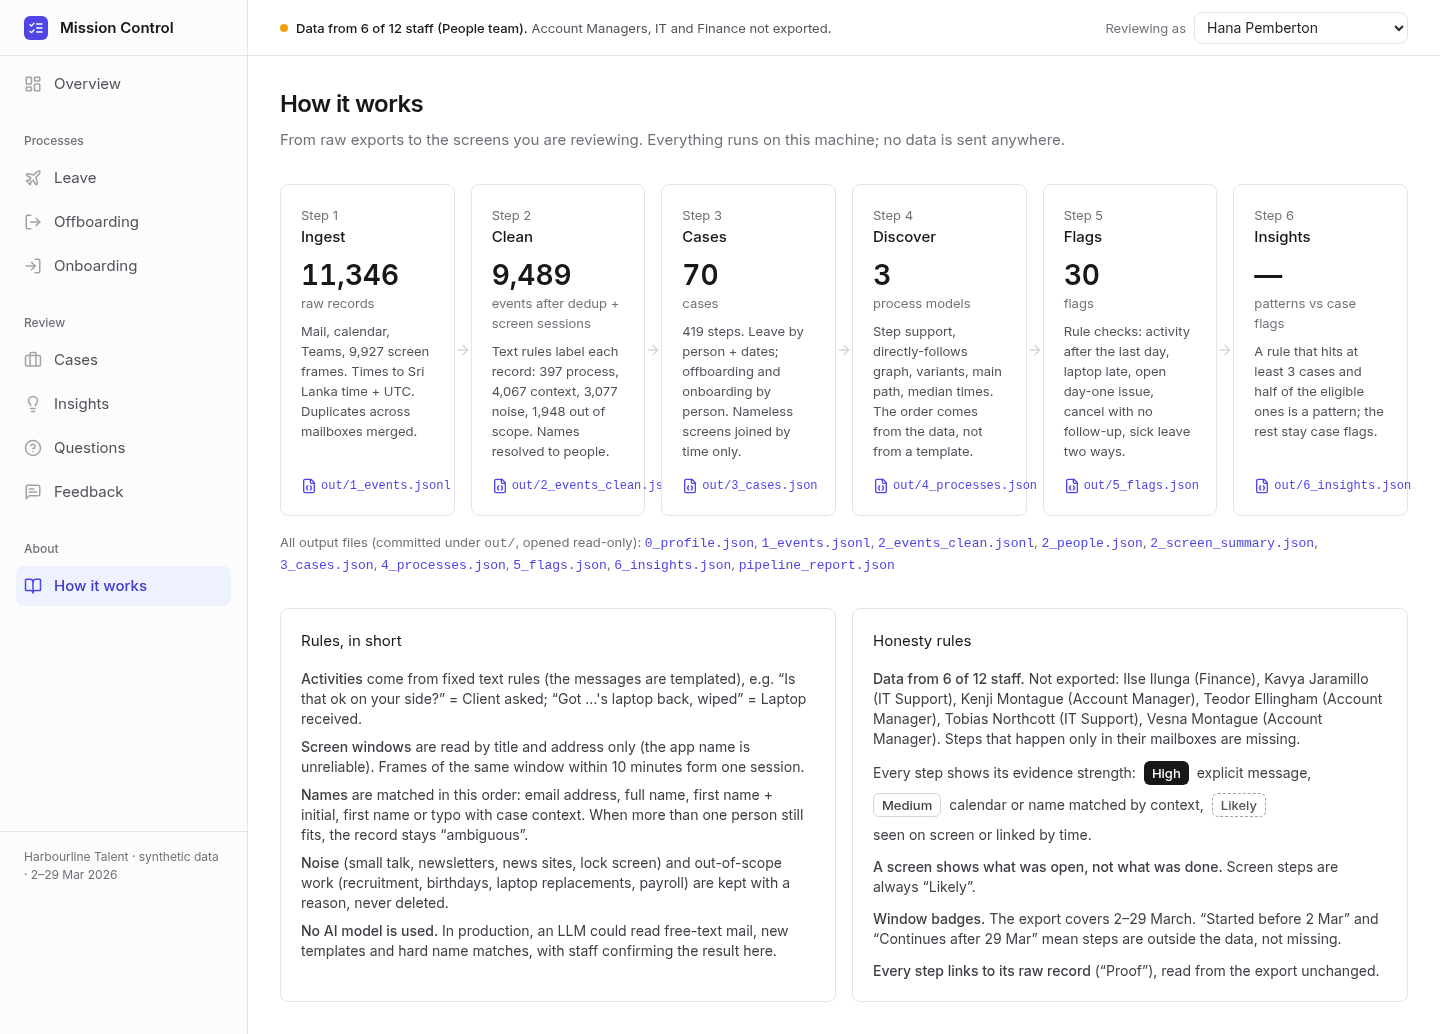 Mission Control
Data from 6 of 12 staff (People team). Account Managers, IT and Finance not exported.
Reviewing as
Hana Pemberton
Overview
Processes
Leave
Offboarding
Onboarding
Review
Cases
Insights
Questions
Feedback
About
How it works
Harbourline Talent · synthetic data
· 2–29 Mar 2026
How it works
From raw exports to the screens you are reviewing. Everything runs on this machine; no data is sent anywhere.
Step 1
Ingest
11,346
raw records
Mail, calendar,
Teams, 9,927 screen
frames. Times to Sri
Lanka time + UTC.
Duplicates across
mailboxes merged.
out/1_events.jsonl
Step 2
Clean
9,489
events after dedup +
screen sessions
Text rules label each
record: 397 process,
4,067 context, 3,077
noise, 1,948 out of
scope. Names
resolved to people.
out/2_events_clean.js
Step 3
Cases
70
cases
419 steps. Leave by
person + dates;
offboarding and
onboarding by
person. Nameless
screens joined by
time only.
out/3_cases.json
Step 4
Discover
3
process models
Step support,
directly-follows
graph, variants, main
path, median times.
The order comes
from the data, not
from a template.
out/4_processes.json
Step 5
Flags
30
flags
Rule checks: activity
after the last day,
laptop late, open
day-one issue,
cancel with no
follow-up, sick leave
two ways.
out/5_flags.json
Step 6
Insights
—
patterns vs case
flags
A rule that hits at
least 3 cases and
half of the eligible
ones is a pattern; the
rest stay case flags.
out/6_insights.json
All output files (committed under out/, opened read-only): 0_profile.json, 1_events.jsonl, 2_events_clean.jsonl, 2_people.json, 2_screen_summary.json,
3_cases.json, 4_processes.json, 5_flags.json, 6_insights.json, pipeline_report.json
Rules, in short
Activities come from fixed text rules (the messages are templated), e.g. “Is
that ok on your side?” = Client asked; “Got ...'s laptop back, wiped” = Laptop
received.
Screen windows are read by title and address only (the app name is
unreliable). Frames of the same window within 10 minutes form one session.
Names are matched in this order: email address, full name, first name +
initial, first name or typo with case context. When more than one person still
fits, the record stays “ambiguous”.
Noise (small talk, newsletters, news sites, lock screen) and out-of-scope
work (recruitment, birthdays, laptop replacements, payroll) are kept with a
reason, never deleted.
No AI model is used. In production, an LLM could read free-text mail, new
templates and hard name matches, with staff confirming the result here.
Honesty rules
Data from 6 of 12 staff. Not exported: Ilse Ilunga (Finance), Kavya Jaramillo
(IT Support), Kenji Montague (Account Manager), Teodor Ellingham (Account
Manager), Tobias Northcott (IT Support), Vesna Montague (Account
Manager). Steps that happen only in their mailboxes are missing.
Every step shows its evidence strength: High explicit message,
Medium calendar or name matched by context, Likely
seen on screen or linked by time.
A screen shows what was open, not what was done. Screen steps are
always “Likely”.
Window badges. The export covers 2–29 March. “Started before 2 Mar” and
“Continues after 29 Mar” mean steps are outside the data, not missing.
Every step links to its raw record (“Proof”), read from the export unchanged.